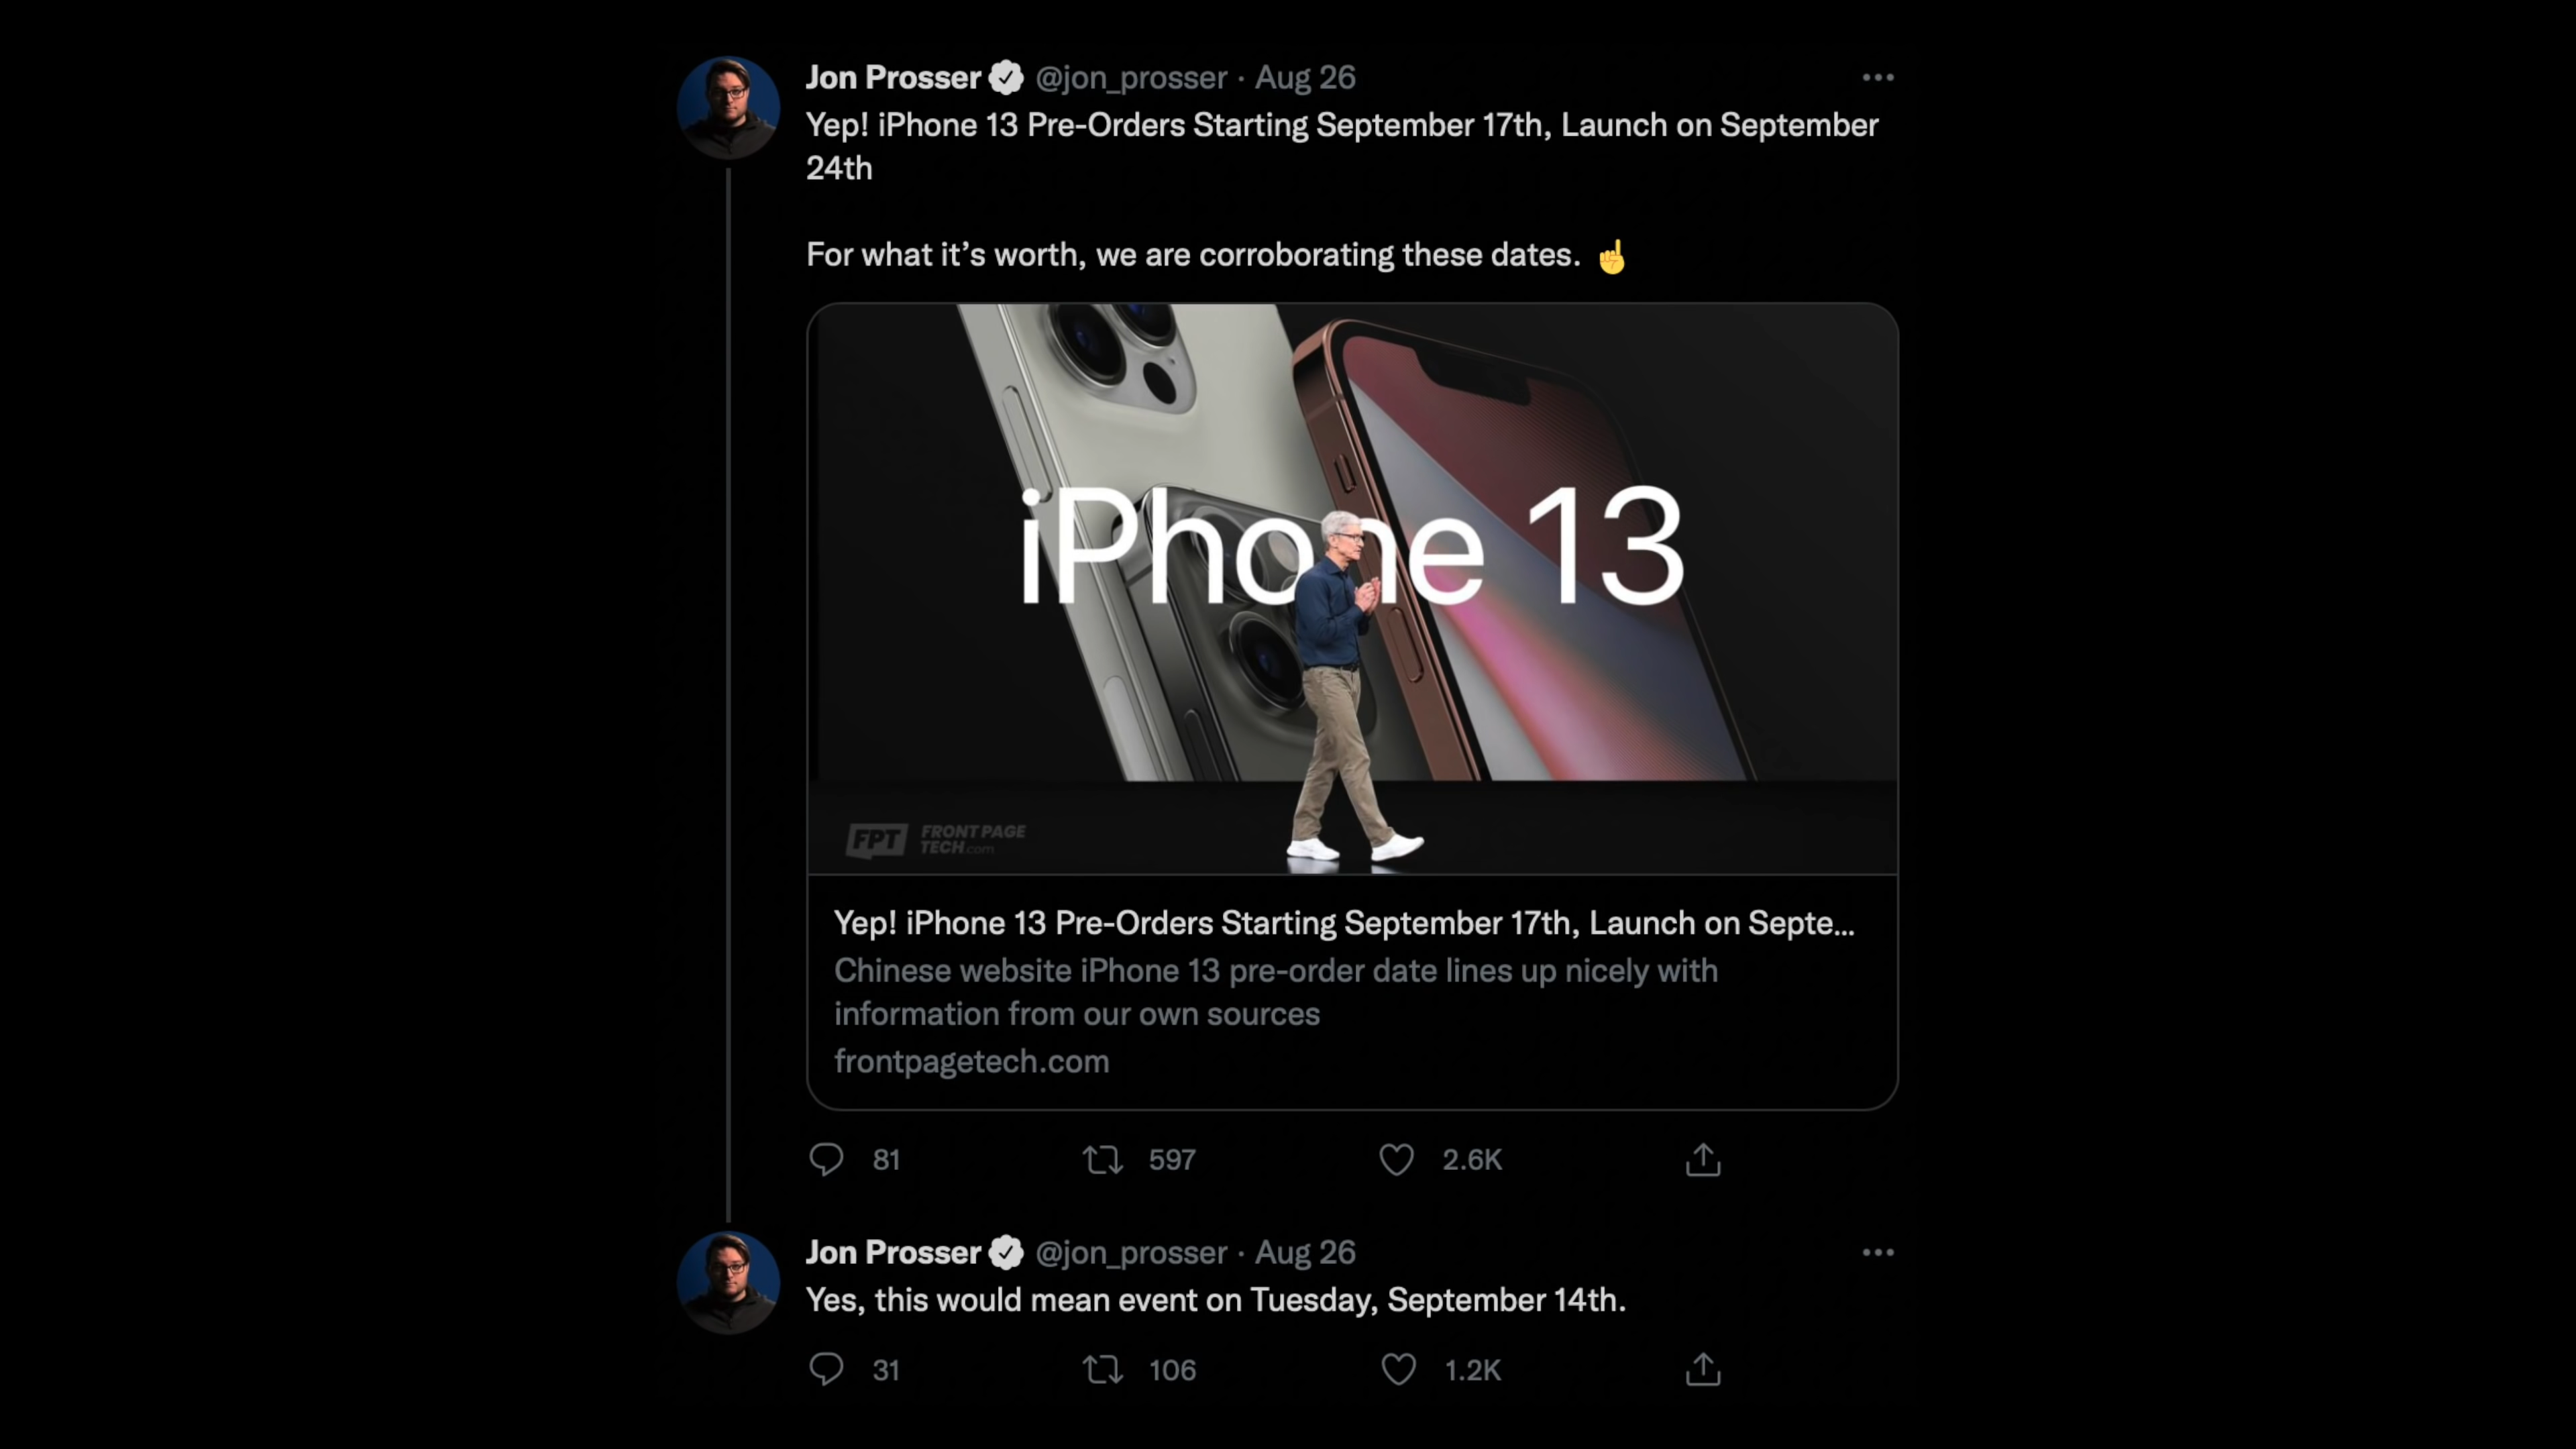 Jon Prosser @jon_prosser · Aug 26
Yep! iPhone 13 Pre-Orders Starting September 17th, Launch on September
24th
For what it’s worth, we are corroborating these dates. ☝️
iPhone 13
FPT FRONT PAGE
TECH.com
Yep! iPhone 13 Pre-Orders Starting September 17th, Launch on Septe...
Chinese website iPhone 13 pre-order date lines up nicely with
information from our own sources
frontpagetech.com
81 597 2.6K
Jon Prosser @jon_prosser · Aug 26
Yes, this would mean event on Tuesday, September 14th.
31 106 1.2K